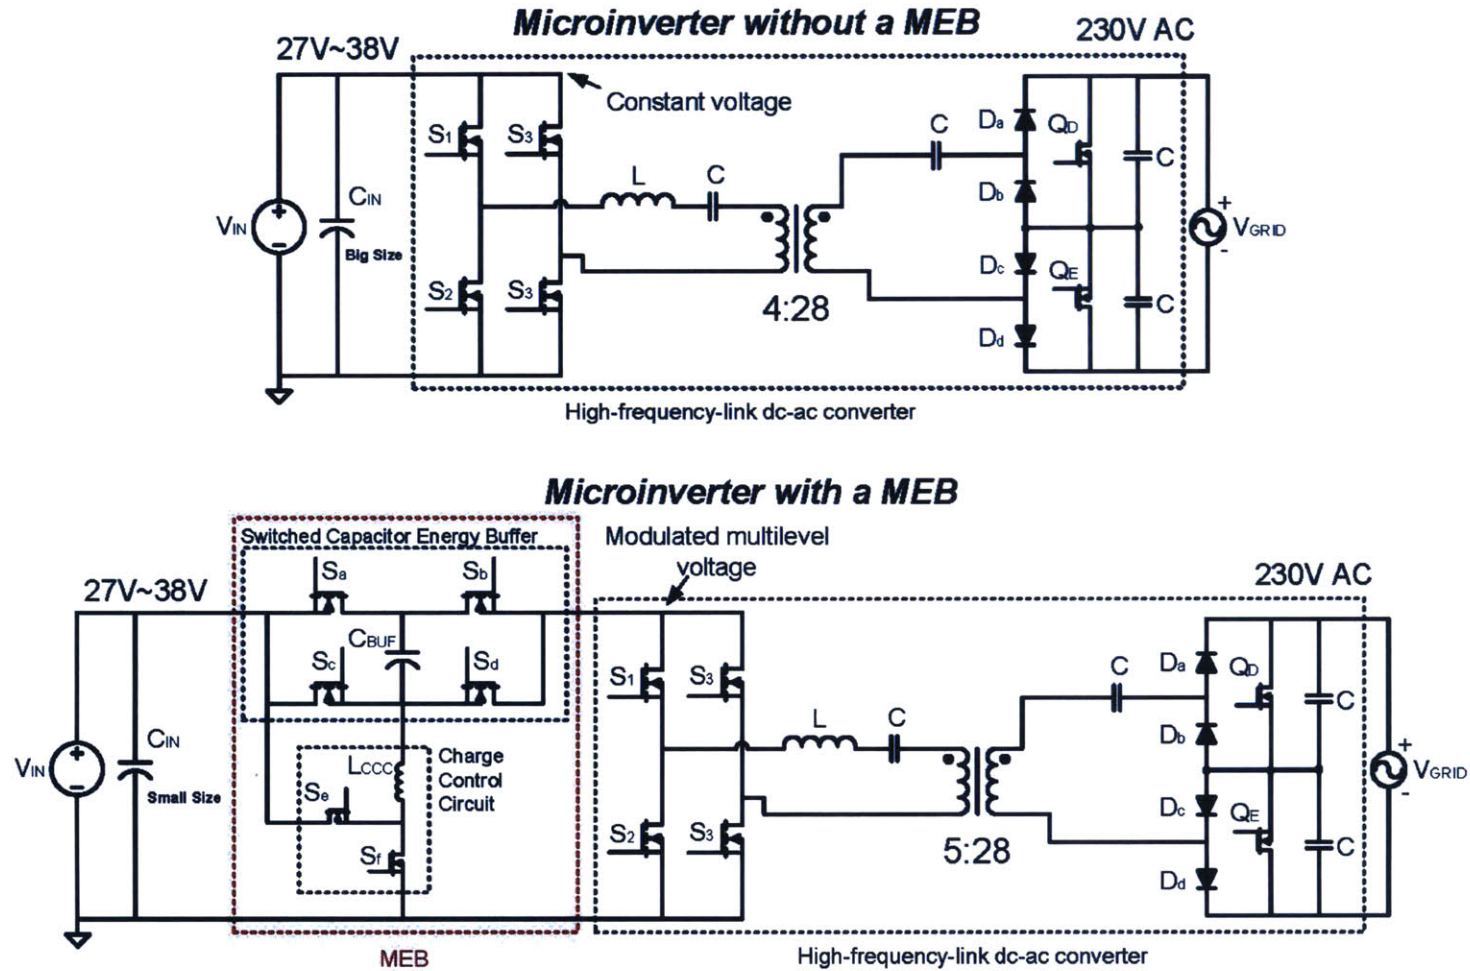 Microinverter without a MEB
27V~38V
230V AC
Constant voltage
S1
S3
L
C
C
Da
QD
C
CIN
Big Size
VIN
Db
VGRID
+
-
S2
S3
4:28
Dc
QE
C
Dd
High-frequency-link dc-ac converter
Microinverter with a MEB
Switched Capacitor Energy Buffer
Modulated multilevel
voltage
27V~38V
230V AC
Sa
Sb
CBUF
Sc
Sd
S1
S3
L
C
C
Da
QD
C
Db
CIN
Small Size
VIN
LCCC
Charge
Control
Circuit
Se
Sf
S2
S3
5:28
Dc
QE
C
Dd
+
VGRID
-
MEB
High-frequency-link dc-ac converter